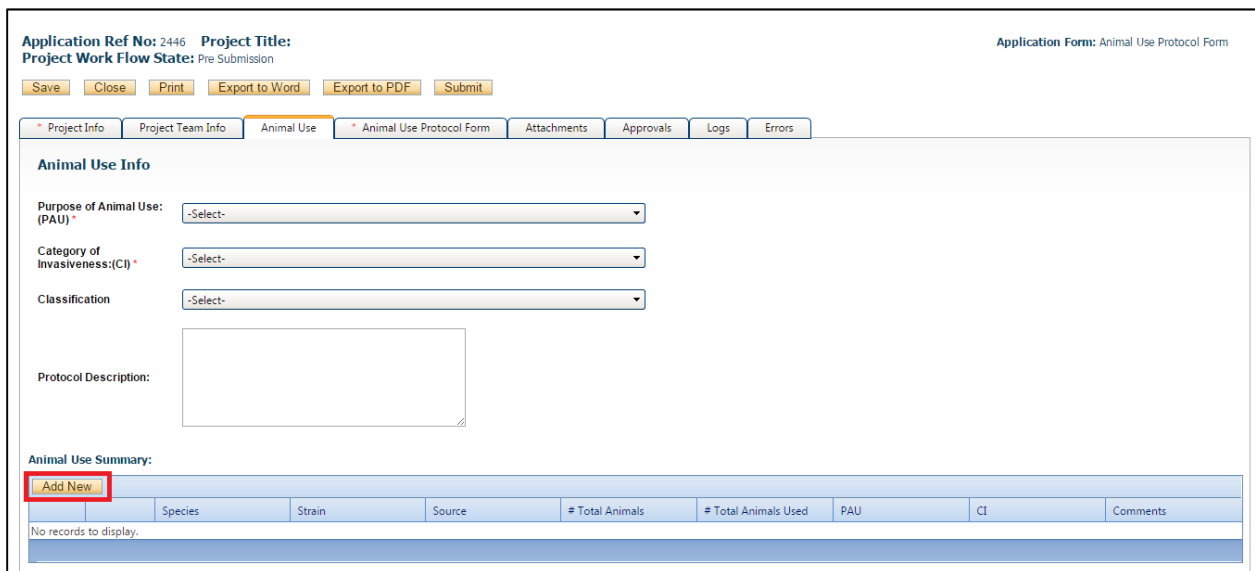 Application Ref No: 2446 Project Title: Application Form: Animal Use Protocol Form
Project Work Flow State: Pre Submission
Save Close Print Export to Word Export to PDF Submit
* Project Info Project Team Info Animal Use * Animal Use Protocol Form Attachments Approvals Logs Errors
Animal Use Info
Purpose of Animal Use:
(PAU) * -Select-
Category of
Invasiveness:(CI) * -Select-
Classification -Select-
Protocol Description:
Animal Use Summary:
Add New
Species Strain Source # Total Animals # Total Animals Used PAU CI Comments
No records to display.